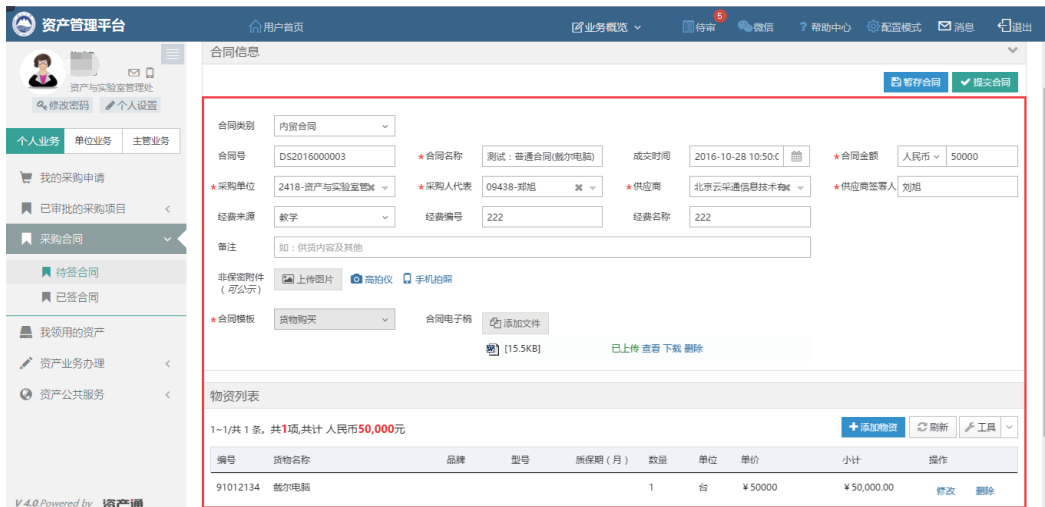 资产管理平台
用户首页
业务概览
待审
5
微信
? 帮助中心
配置模式
消息
退出
资产与实验室管理处
修改密码
个人设置
个人业务
单位业务
主管业务
我的采购申请
已审批的采购项目
采购合同
待签合同
已签合同
我领用的资产
资产业务办理
资产公共服务
V 4.0.Powered by 资产通
合同信息
暂存合同
提交合同
合同类别 内贸合同
合同号 DS2016000003 *合同名称 测试：普通合同(戴尔电脑) 成交时间 2016-10-28 10:50:0 *合同金额 人民币 50000
*采购单位 2418-资产与实验室管 *采购人代表 09438-郑旭 *供应商 北京云采通信息技术有 *供应商签署人 刘旭
经费来源 教学 经费编号 222 经费名称 222
备注 如：供货内容及其他
非保密附件 上传图片 高拍仪 手机拍照
(可公示)
*合同模板 货物购买 合同电子稿 添加文件
[15.5KB] 已上传 查看 下载 删除
物资列表
1~1/共 1 条。共1项,共计 人民币50,000元
添加物资 刷新 工具
编号 货物名称 品牌 型号 质保期(月) 数量 单位 单价 小计 操作
91012134 戴尔电脑 1 台 ¥50000 ¥50,000.00 修改 删除